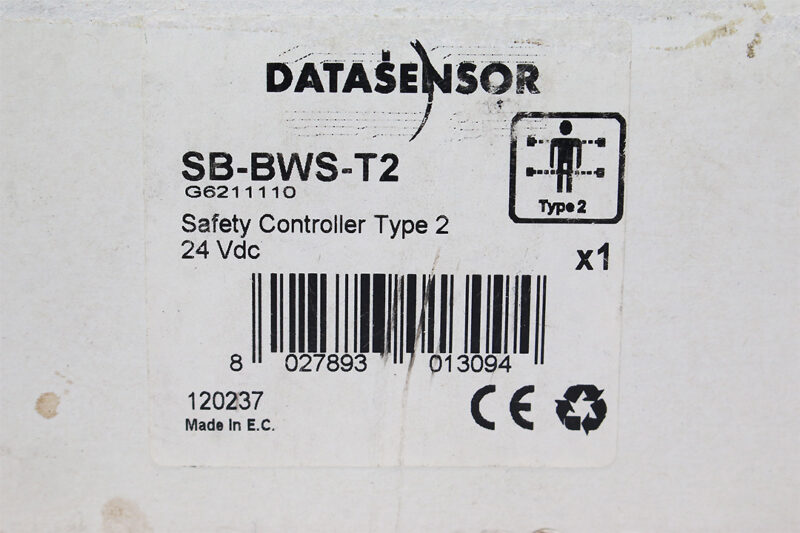 DATASENSOR
SB-BWS-T2
G6211110
Type 2
Safety Controller Type 2
24 Vdc
x1
8 027893 013094
120237
Made In E.C.
CE